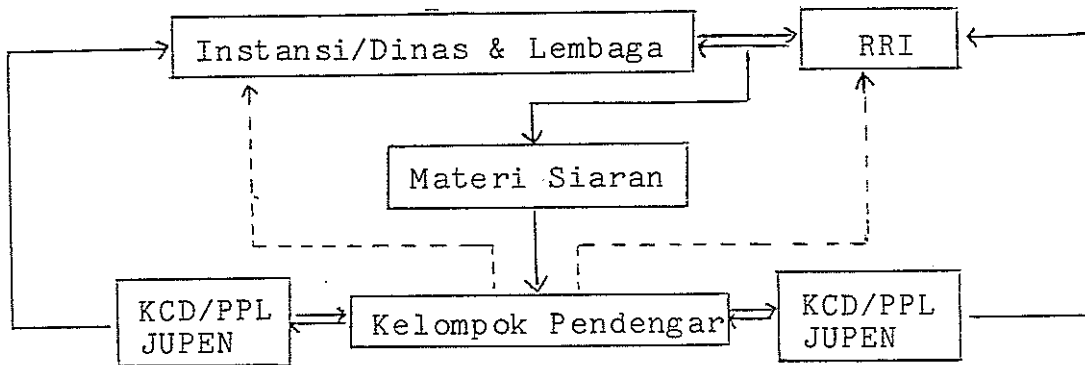 Instansi/Dinas & Lembaga
RRI
Materi Siaran
KCD/PPL
JUPEN
Kelompok Pendengar
KCD/PPL
JUPEN